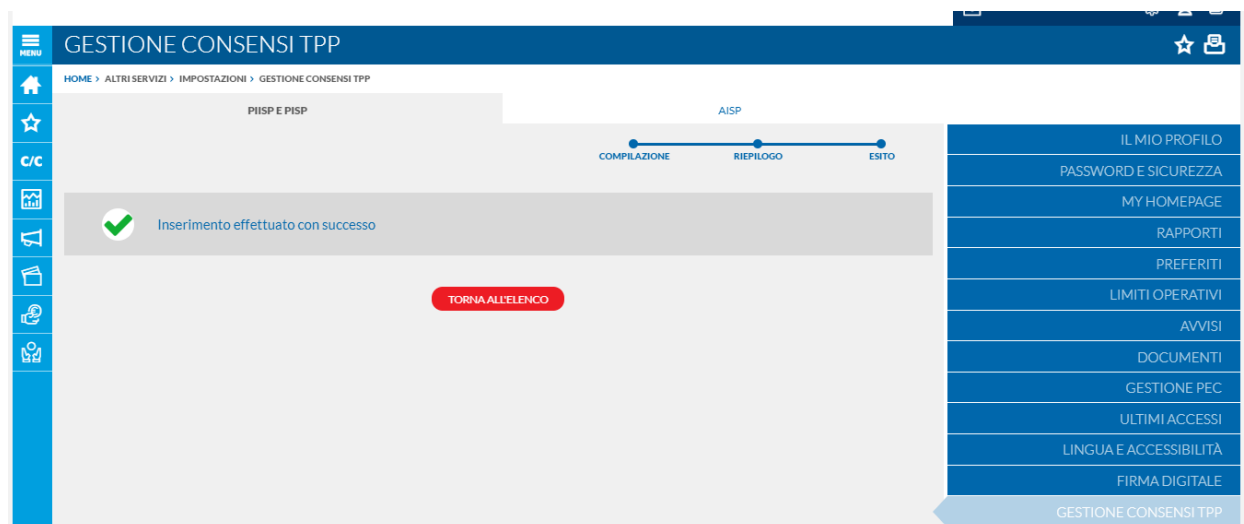 MENU
GESTIONE CONSENSI TPP
HOME > ALTRI SERVIZI > IMPOSTAZIONI > GESTIONE CONSENSI TPP
PIISP E PISP
AISP
COMPILAZIONE
RIEPILOGO
ESITO
C/C
Inserimento effettuato con successo
TORNA ALL'ELENCO
IL MIO PROFILO
PASSWORD E SICUREZZA
MY HOMEPAGE
RAPPORTI
PREFERITI
LIMITI OPERATIVI
AVVISI
DOCUMENTI
GESTIONE PEC
ULTIMI ACCESSI
LINGUA E ACCESSIBILITÀ
FIRMA DIGITALE
GESTIONE CONSENSI TPP